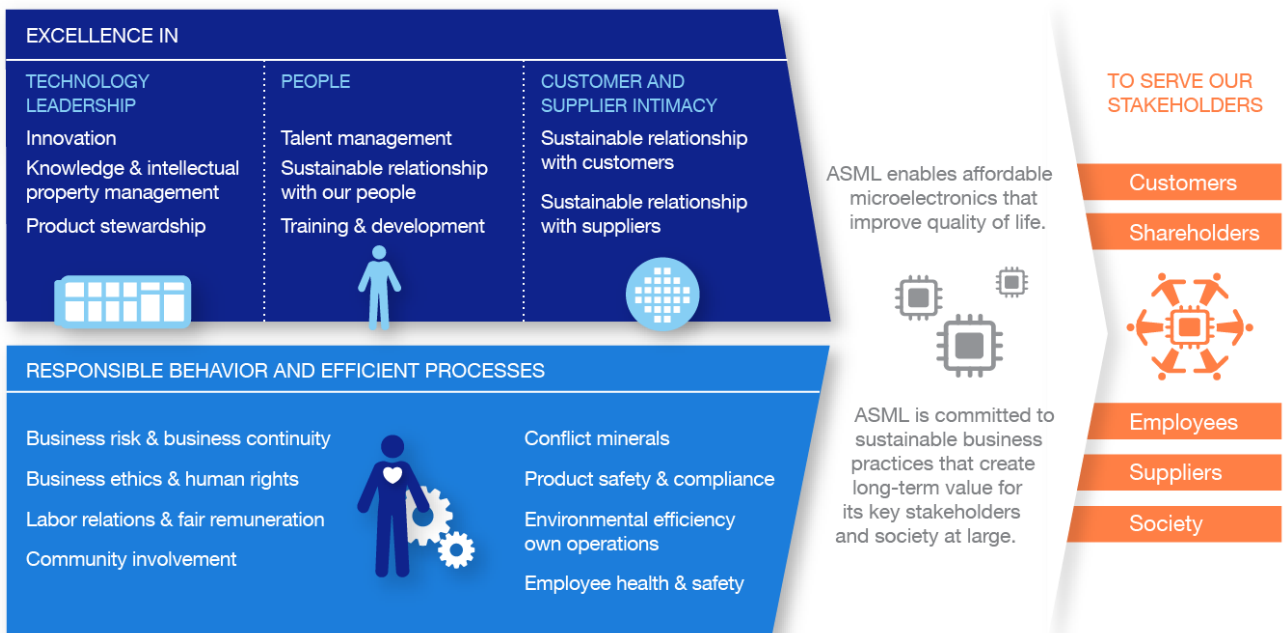 EXCELLENCE IN
TECHNOLOGY
LEADERSHIP
Innovation
Knowledge & intellectual
property management
Product stewardship
PEOPLE
Talent management
Sustainable relationship
with our people
Training & development
CUSTOMER AND
SUPPLIER INTIMACY
Sustainable relationship
with customers
Sustainable relationship
with suppliers
RESPONSIBLE BEHAVIOR AND EFFICIENT PROCESSES
Business risk & business continuity
Business ethics & human rights
Labor relations & fair remuneration
Community involvement
Conflict minerals
Product safety & compliance
Environmental efficiency
own operations
Employee health & safety
ASML enables affordable
microelectronics that
improve quality of life.
ASML is committed to
sustainable business
practices that create
long-term value for
its key stakeholders
and society at large.
TO SERVE OUR
STAKEHOLDERS
Customers
Shareholders
Employees
Suppliers
Society